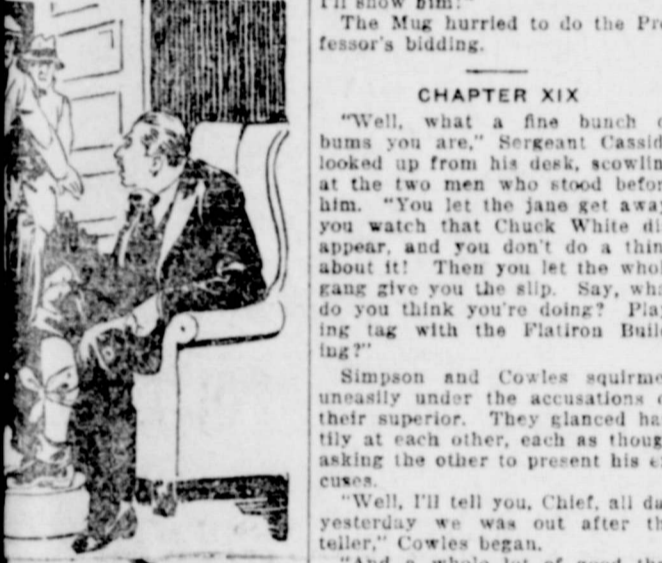 I'll show him!"
The Mug hurried to do the Pro
fessor's bidding.
CHAPTER XIX
"Well, what a fine bunch
bums you are," Sergeant Cassid
looked up from his desk, scowlin
at the two men who stood befor
him. "You let the jane get awa
you watch that Chuck White di
appear, and you don't do a thin
about it! Then you let the whol
gang give you the slip. Say, wha
do you think you're doing? Pla
ing tag with the Flatiron Buil
ing?"
Simpson and Cowles squirme
uneasily under the accusations
their superior. They glanced ha
tily at each other, each as thoug
asking the other to present his
cuses.
"Well, I'll tell you, Chief, all da
yesterday we was out after th
teller," Cowles began.
"And a whole lot of good